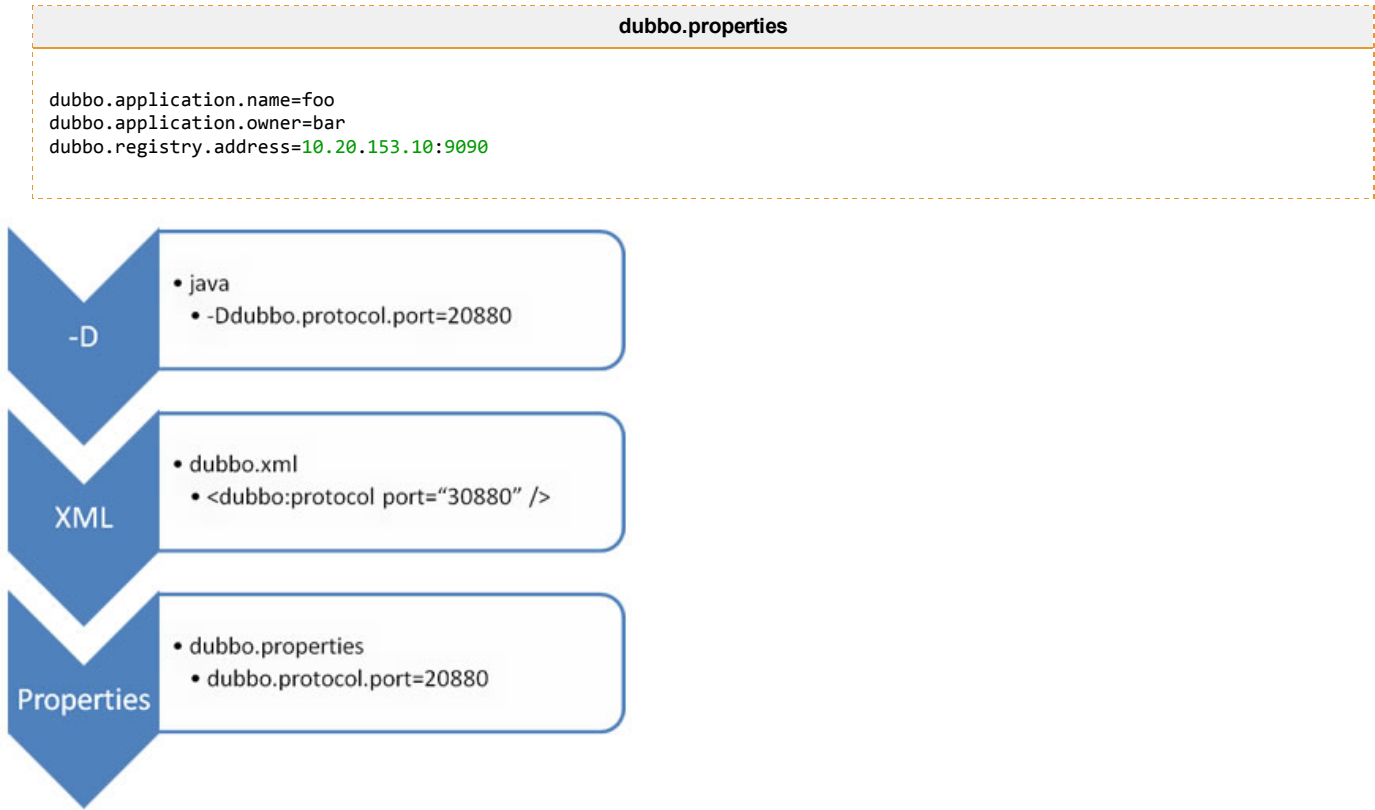 dubbo.properties
dubbo.application.name=foo
dubbo.application.owner=bar
dubbo.registry.address=10.20.153.10:9090
-D
• java
• -Ddubbo.protocol.port=20880
XML
• dubbo.xml
• <dubbo:protocol port=“30880” />
Properties
• dubbo.properties
• dubbo.protocol.port=20880